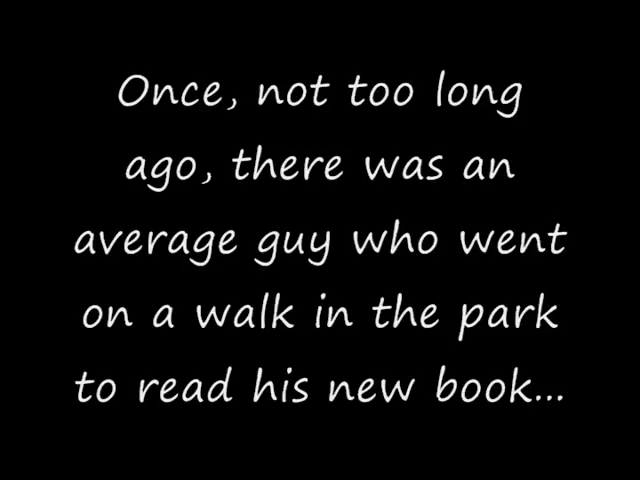 Once, not too long
ago, there was an
average guy who went
on a walk in the park
to read his new book...